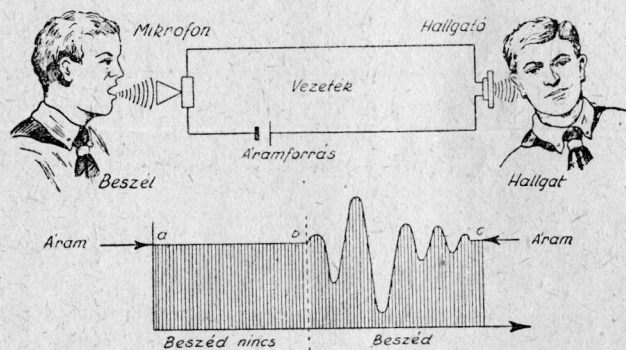 Mikrofon
Hallgató
Vezeték
Áramforrás
Beszél
Hallgat
Áram
a
b
c
Áram
Beszéd nincs
Beszéd